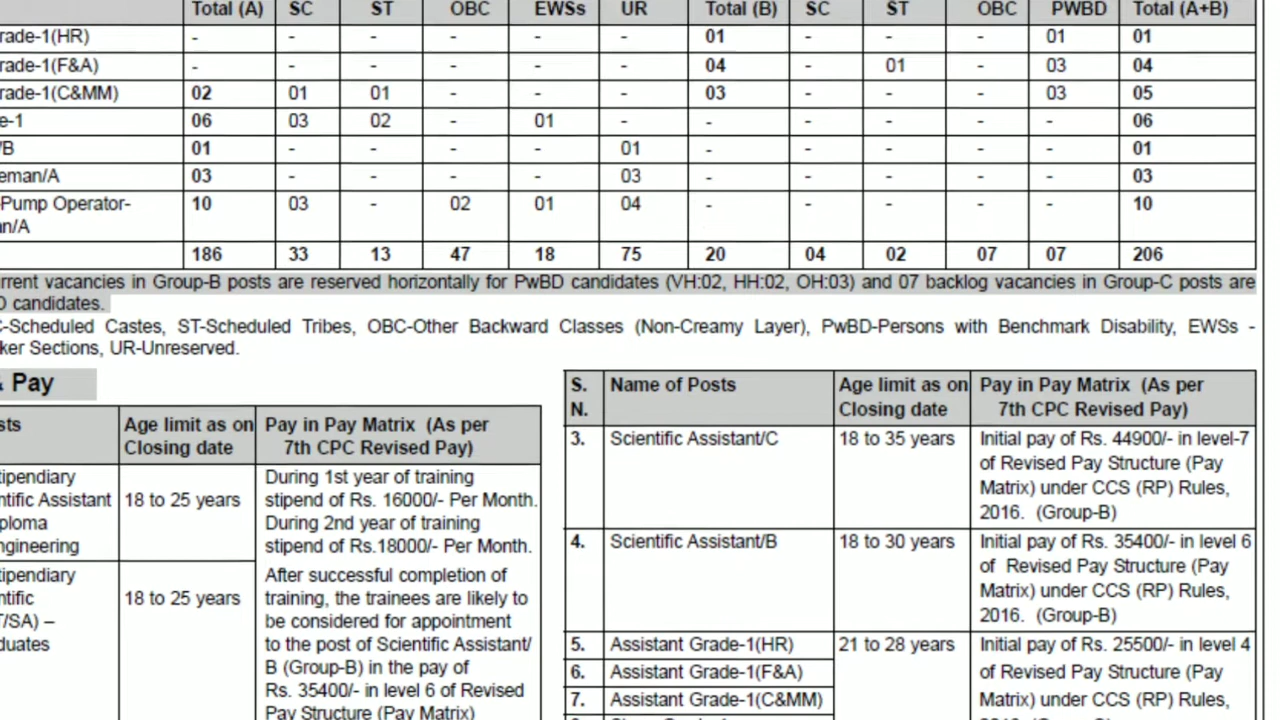 Total (A) SC ST OBC EWSs UR Total (B) SC ST OBC PWBD Total (A+B)
rade-1(HR) - - - - - - 01 - - - 01 01
rade-1(F&A) - - - - - - 04 - 01 - 03 04
rade-1(C&MM) 02 01 01 - - - 03 - - - 03 05
e-1 06 03 02 - 01 - - - - - - 06
/B 01 - - - - 01 - - - - - 01
eman/A 03 - - - - 03 - - - - - 03
-Pump Operator- 10 03 - 02 01 04 - - - - - 10
n/A
186 33 13 47 18 75 20 04 02 07 07 206
rrent vacancies in Group-B posts are reserved horizontally for PwBD candidates (VH:02, HH:02, OH:03) and 07 backlog vacancies in Group-C posts are
D candidates.
C-Scheduled Castes, ST-Scheduled Tribes, OBC-Other Backward Classes (Non-Creamy Layer), PwBD-Persons with Benchmark Disability, EWSs -
ker Sections, UR-Unreserved.
& Pay
sts Age limit as on Pay in Pay Matrix (As per
Closing date 7th CPC Revised Pay)
tipendiary During 1st year of training
ntific Assistant 18 to 25 years stipend of Rs. 16000/- Per Month.
ploma During 2nd year of training
ngineering stipend of Rs.18000/- Per Month.
tipendiary After successful completion of
ntific 18 to 25 years training, the trainees are likely to
T/SA) – be considered for appointment
duates to the post of Scientific Assistant/
B (Group-B) in the pay of
Rs. 35400/- in level 6 of Revised
Pay Structure (Pay Matrix)
S. Name of Posts Age limit as on Pay in Pay Matrix (As per
N. Closing date 7th CPC Revised Pay)
3. Scientific Assistant/C 18 to 35 years Initial pay of Rs. 44900/- in level-7
of Revised Pay Structure (Pay
Matrix) under CCS (RP) Rules,
2016. (Group-B)
4. Scientific Assistant/B 18 to 30 years Initial pay of Rs. 35400/- in level 6
of Revised Pay Structure (Pay
Matrix) under CCS (RP) Rules,
2016. (Group-B)
5. Assistant Grade-1(HR) 21 to 28 years Initial pay of Rs. 25500/- in level 4
6. Assistant Grade-1(F&A) of Revised Pay Structure (Pay
7. Assistant Grade-1(C&MM) Matrix) under CCS (RP) Rules,